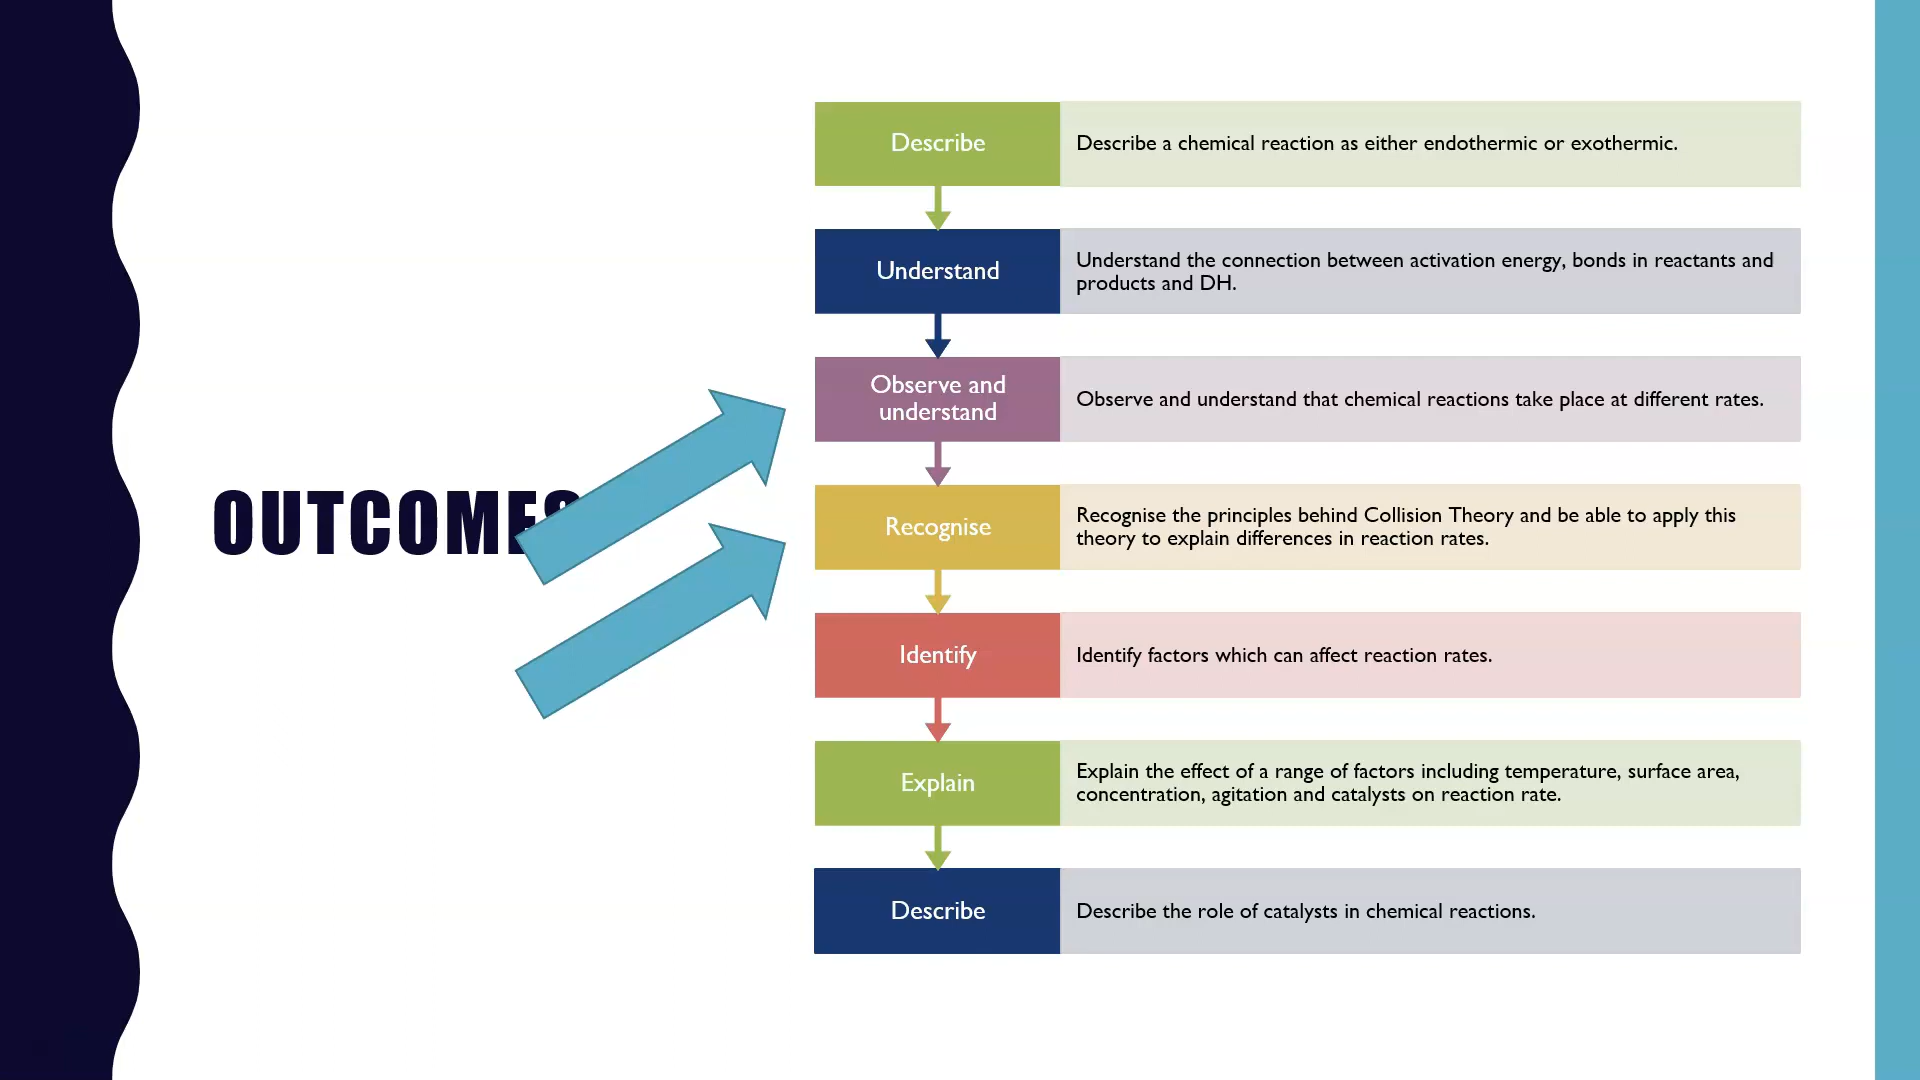 OUTCOMES
Describe
Describe a chemical reaction as either endothermic or exothermic.
Understand
Understand the connection between activation energy, bonds in reactants and
products and DH.
Observe and
understand
Observe and understand that chemical reactions take place at different rates.
Recognise
Recognise the principles behind Collision Theory and be able to apply this
theory to explain differences in reaction rates.
Identify
Identify factors which can affect reaction rates.
Explain
Explain the effect of a range of factors including temperature, surface area,
concentration, agitation and catalysts on reaction rate.
Describe
Describe the role of catalysts in chemical reactions.